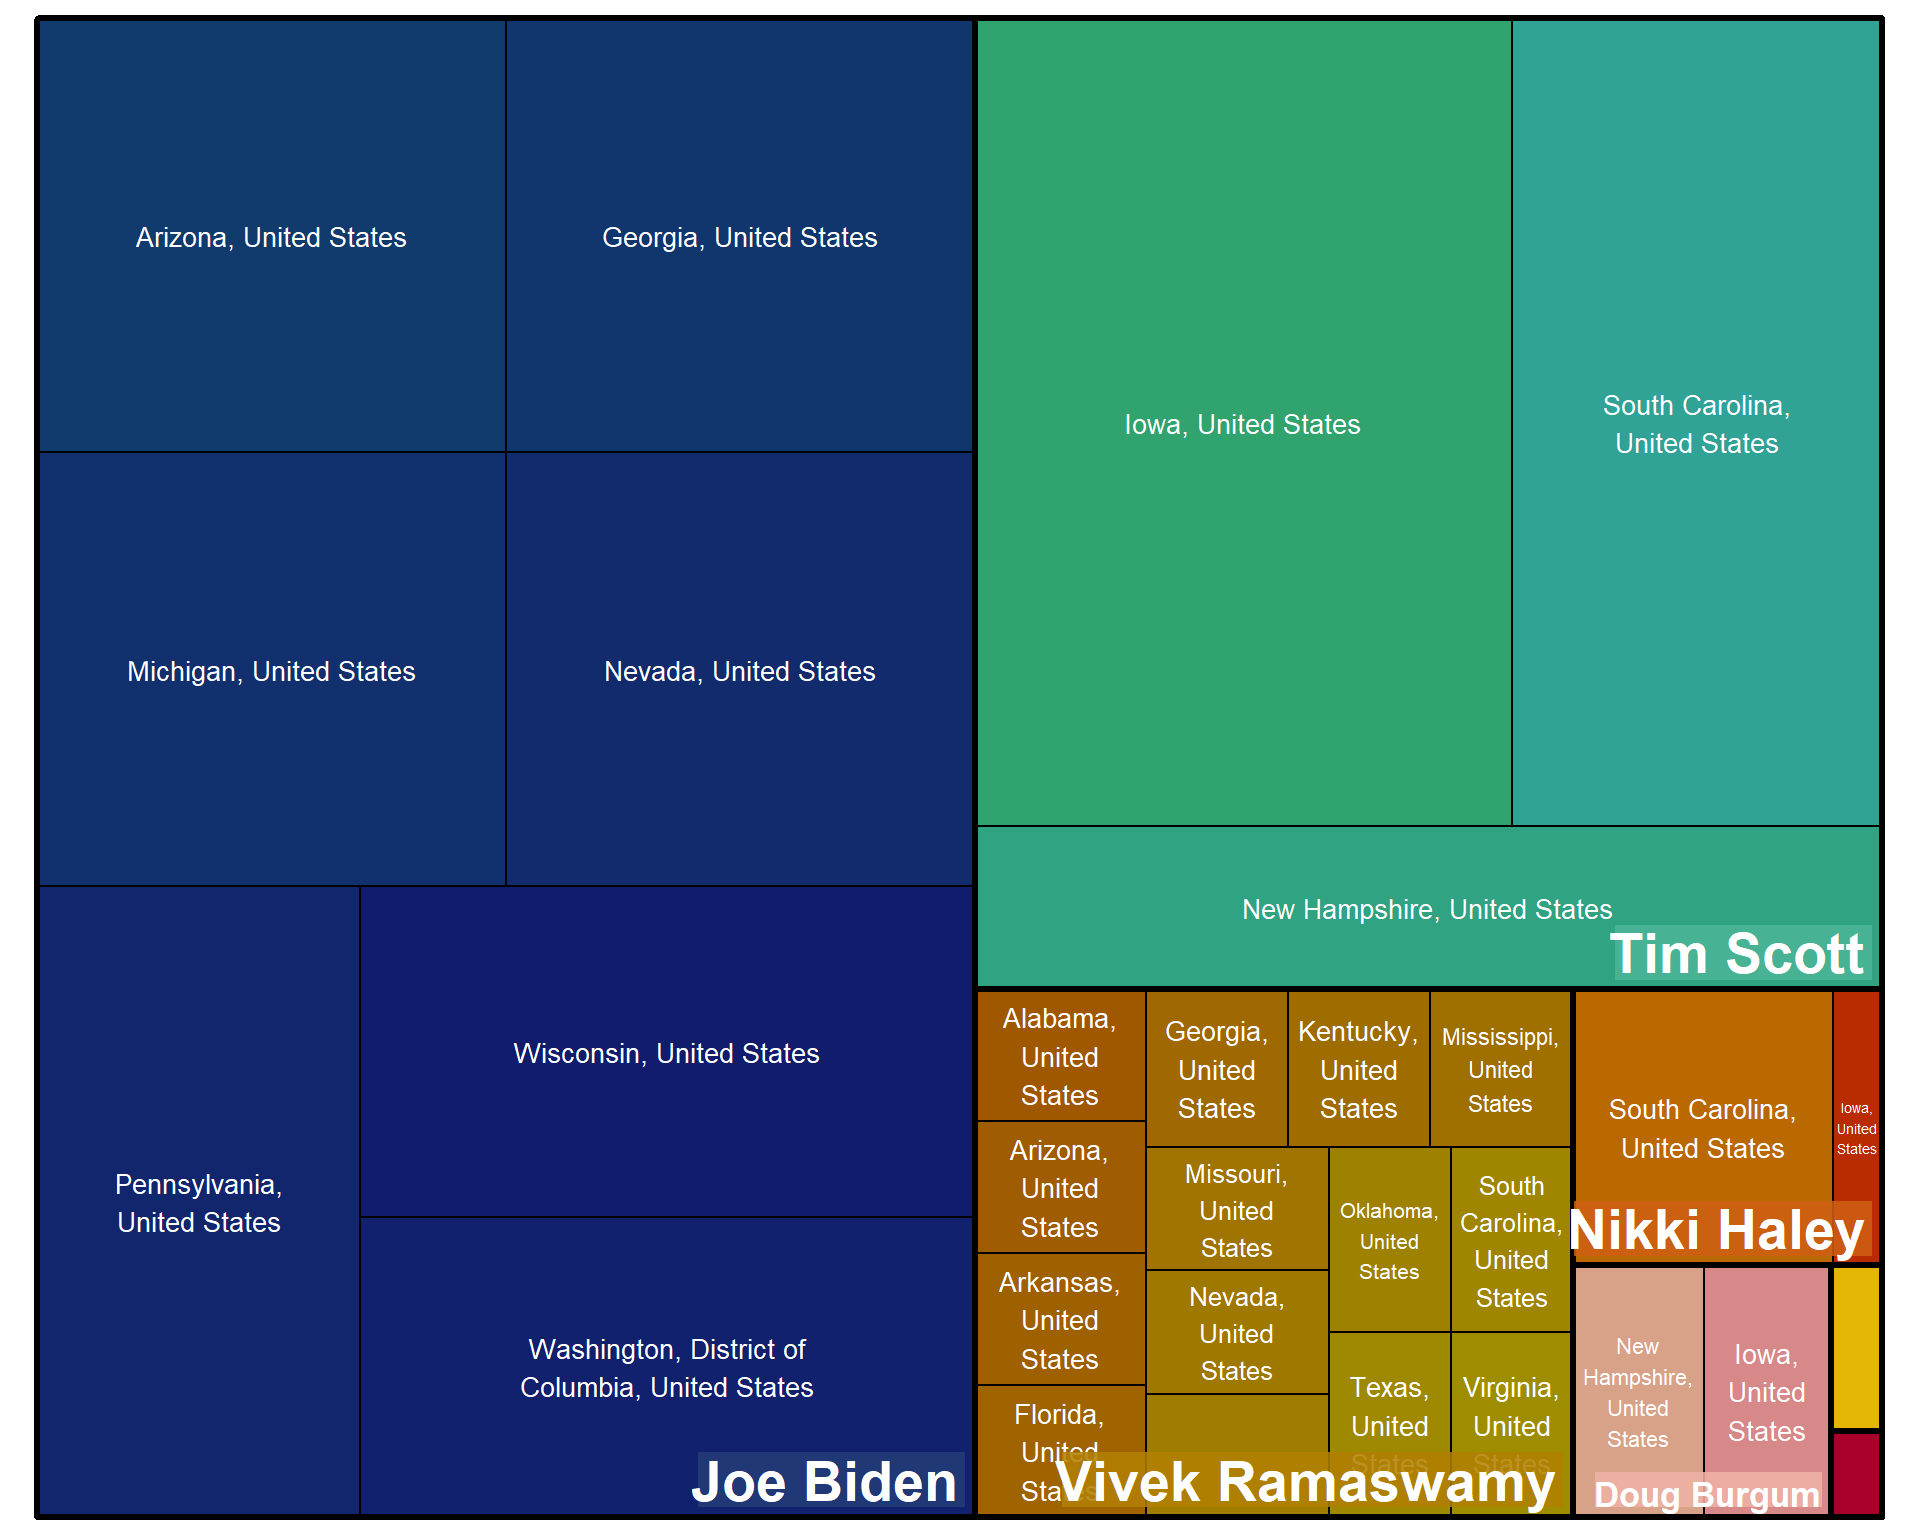 Arizona, United States
Georgia, United States
Michigan, United States
Nevada, United States
Pennsylvania,
United States
Wisconsin, United States
Washington, District of
Columbia, United States
Joe Biden
Iowa, United States
South Carolina,
United States
New Hampshire, United States
Tim Scott
Alabama,
United
States
Arizona,
United
States
Arkansas,
United
States
Florida,
United
States
Georgia,
United
States
Kentucky,
United
States
Mississippi,
United
States
Missouri,
United
States
Nevada,
United
States
Oklahoma,
United
States
South
Carolina,
United
States
Texas,
United
States
Virginia,
United
States
Vivek Ramaswamy
South Carolina,
United States
Iowa,
United
States
Nikki Haley
New
Hampshire,
United
States
Iowa,
United
States
Doug Burgum